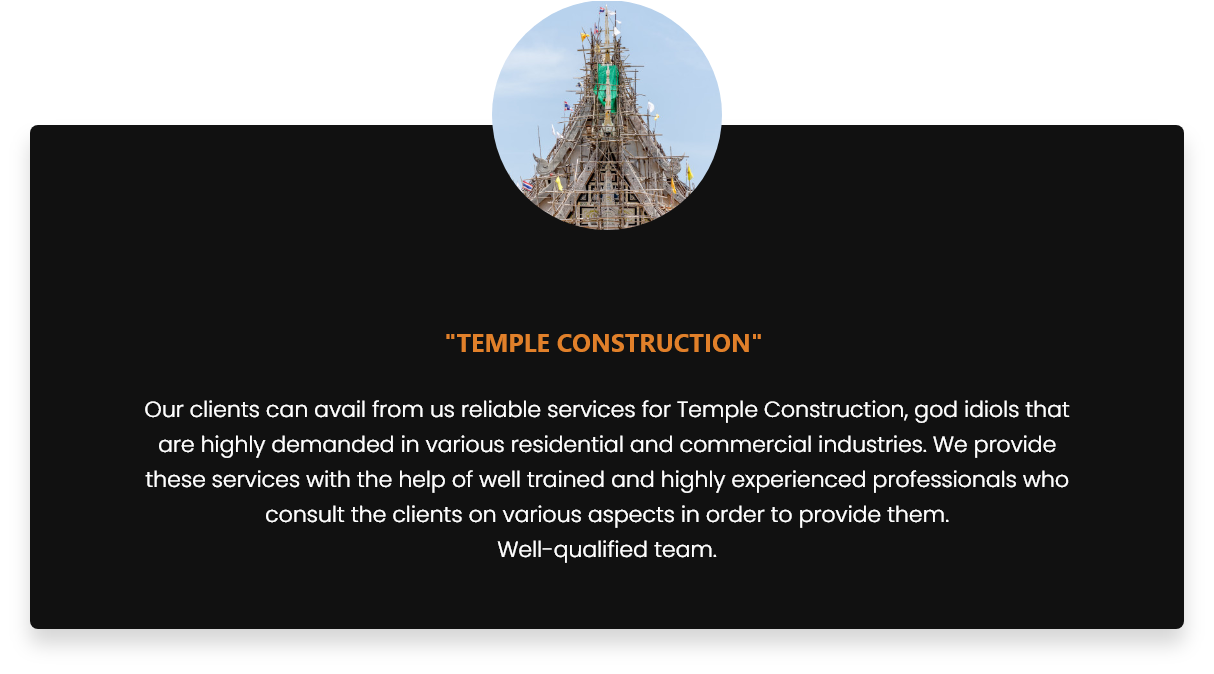 "TEMPLE CONSTRUCTION"
Our clients can avail from us reliable services for Temple Construction, god idiols that
are highly demanded in various residential and commercial industries. We provide
these services with the help of well trained and highly experienced professionals who
consult the clients on various aspects in order to provide them.
Well-qualified team.